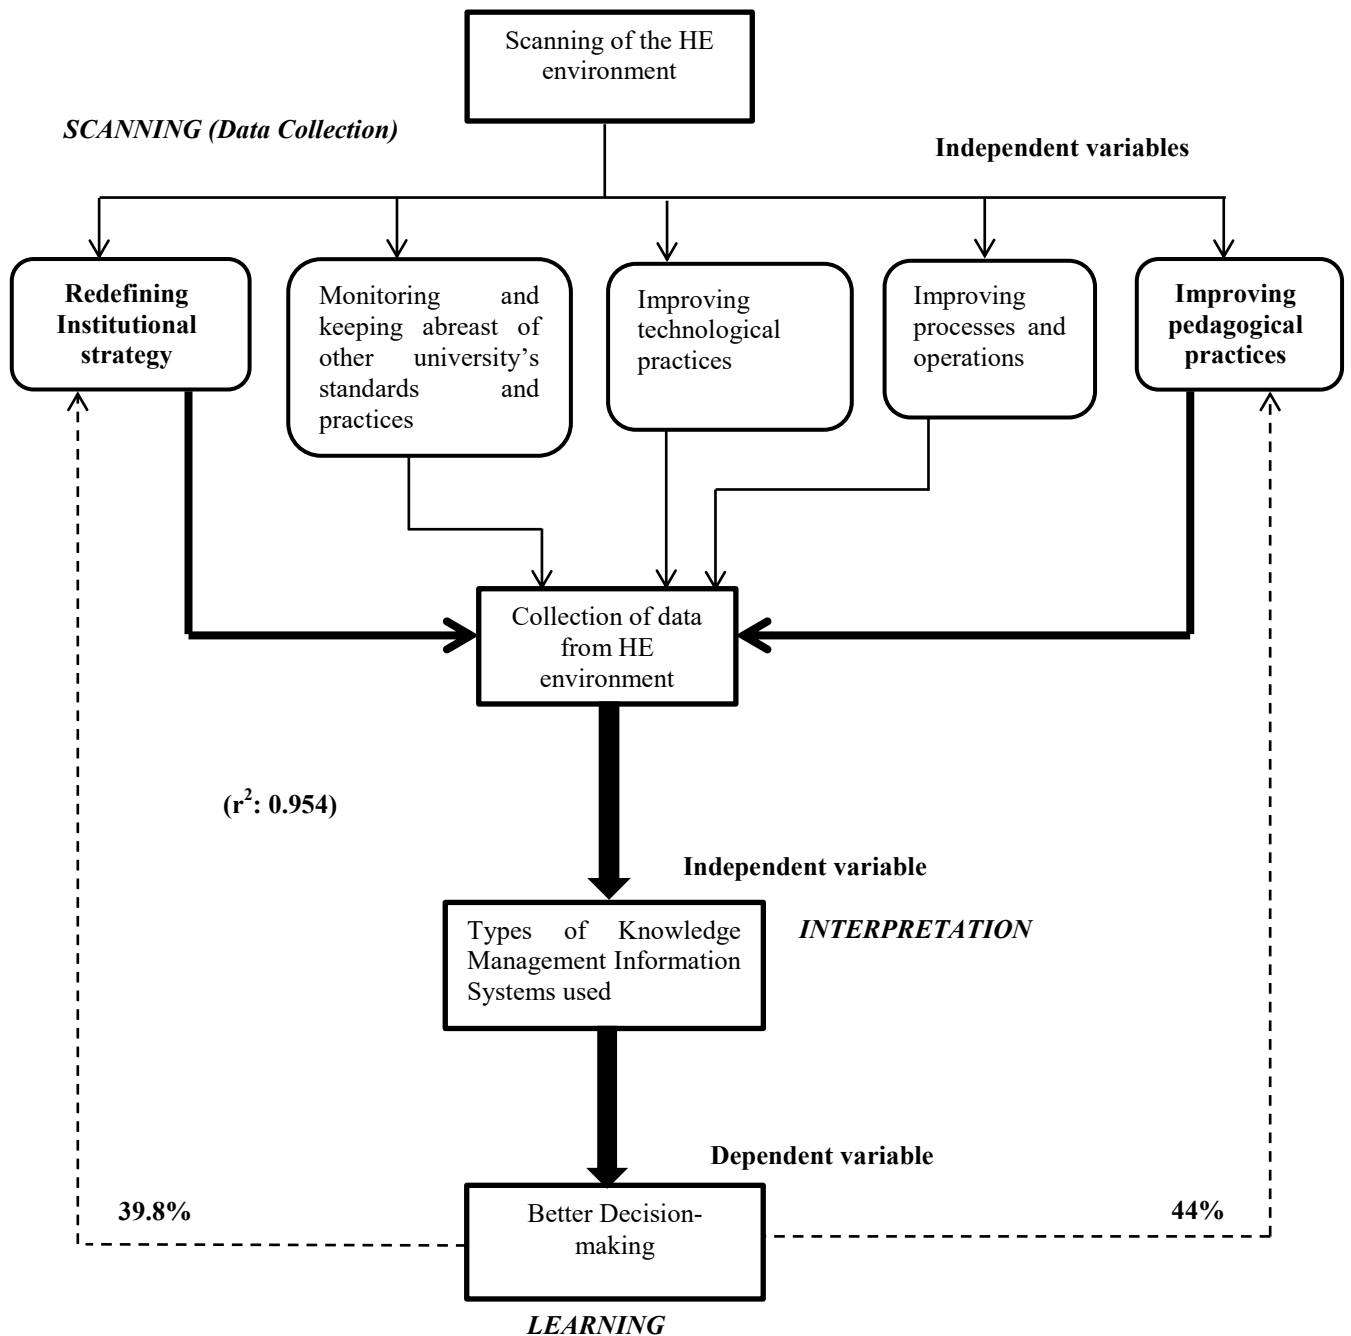 Scanning of the HE
environment
SCANNING (Data Collection)
Independent variables
Redefining
Institutional
strategy
Monitoring and
keeping abreast of
other university's
standards and
practices
Improving
technological
practices
Improving
processes and
operations
Improving
pedagogical
practices
Collection of data
from HE
environment
(r²: 0.954)
Independent variable
Types of Knowledge
Management Information
Systems used
INTERPRETATION
Dependent variable
39.8%
Better Decision-
making
44%
LEARNING